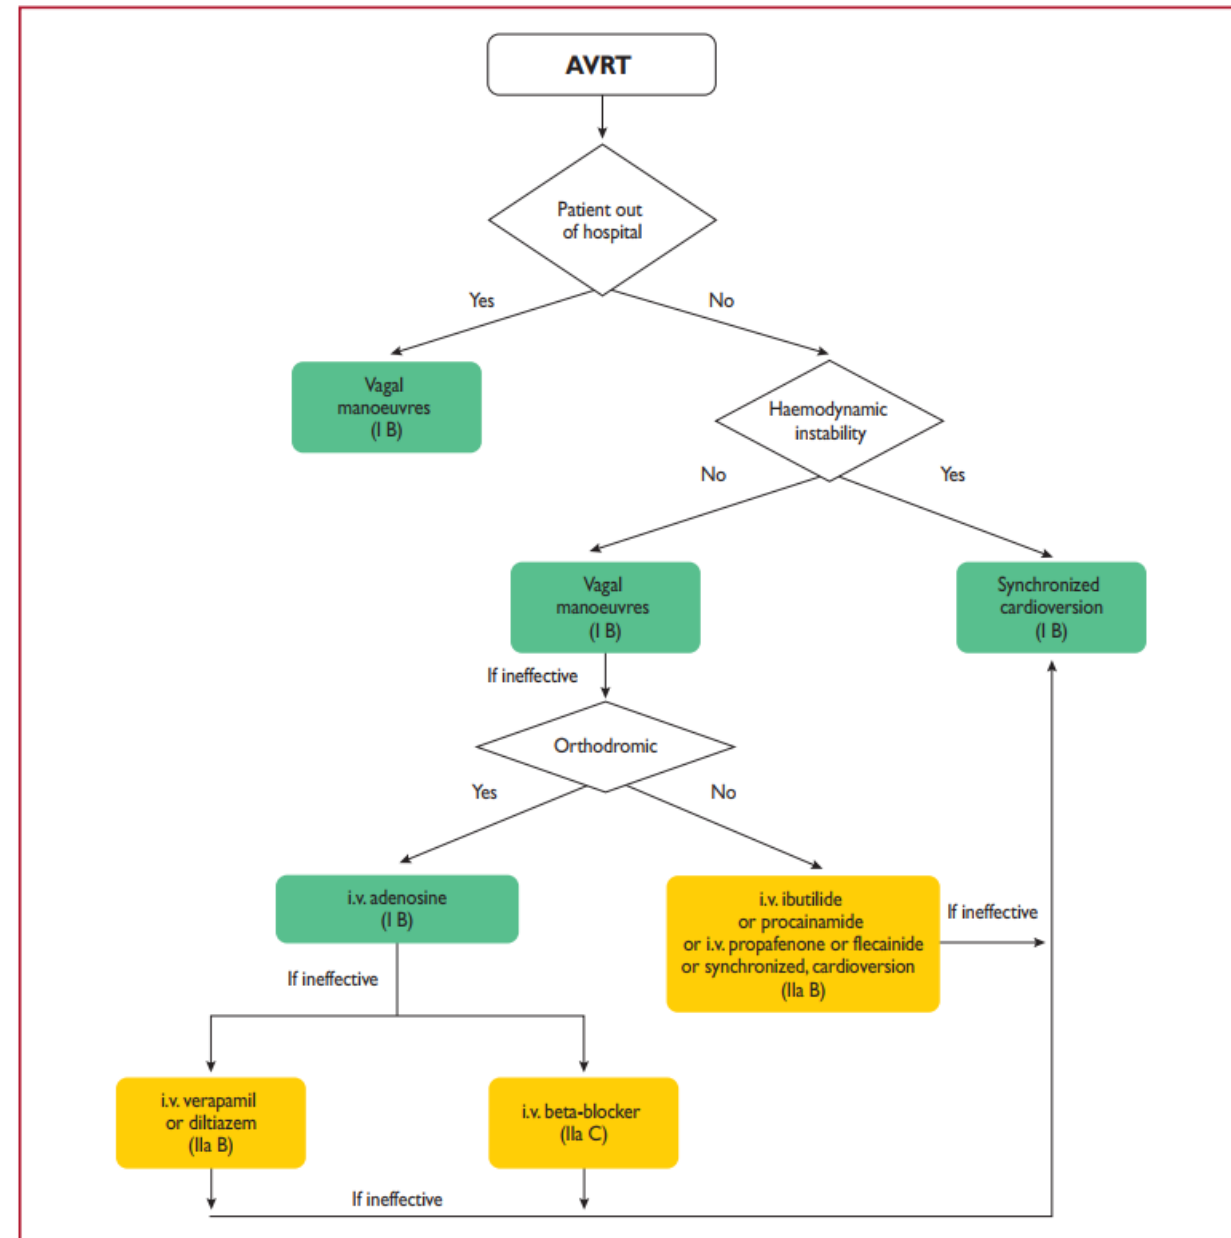 AVRT
Patient out
of hospital
Yes
No
Vagal
manoeuvres
(I B)
Haemodynamic
instability
No
Yes
Vagal
manoeuvres
(I B)
Synchronized
cardioversion
(I B)
If ineffective
Orthodromic
Yes
No
i.v. adenosine
(I B)
i.v. ibutilide
or procainamide
or i.v. propafenone or flecainide
or synchronized, cardioversion
(IIa B)
If ineffective
If ineffective
i.v. verapamil
or diltiazem
(IIa B)
i.v. beta-blocker
(IIa C)
If ineffective